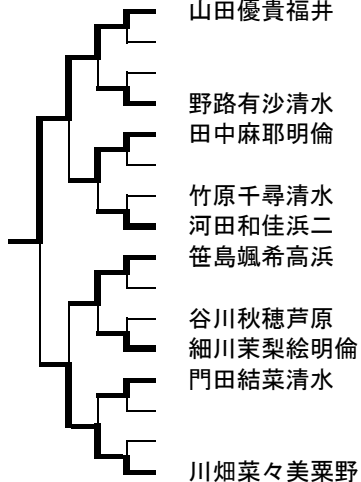 山田優貴福井
野路有沙清水
田中麻耶明倫
竹原千尋清水
河田和佳浜二
笹島颯希高浜
谷川秋穂芦原
細川茉梨絵明倫
門田結菜清水
川畑菜々美粟野